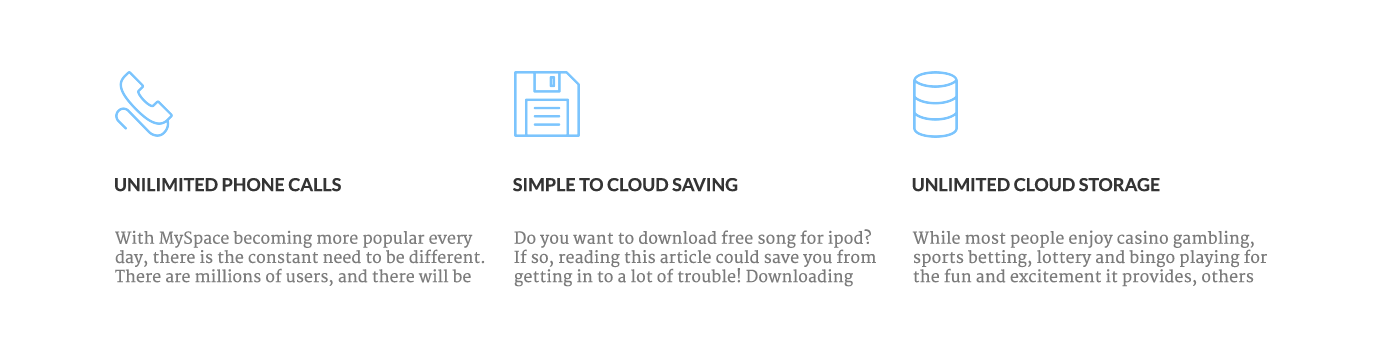 UNILIMITED PHONE CALLS
With MySpace becoming more popular every
day, there is the constant need to be different.
There are millions of users, and there will be
SIMPLE TO CLOUD SAVING
Do you want to download free song for ipod?
If so, reading this article could save you from
getting in to a lot of trouble! Downloading
UNLIMITED CLOUD STORAGE
While most people enjoy casino gambling,
sports betting, lottery and bingo playing for
the fun and excitement it provides, others